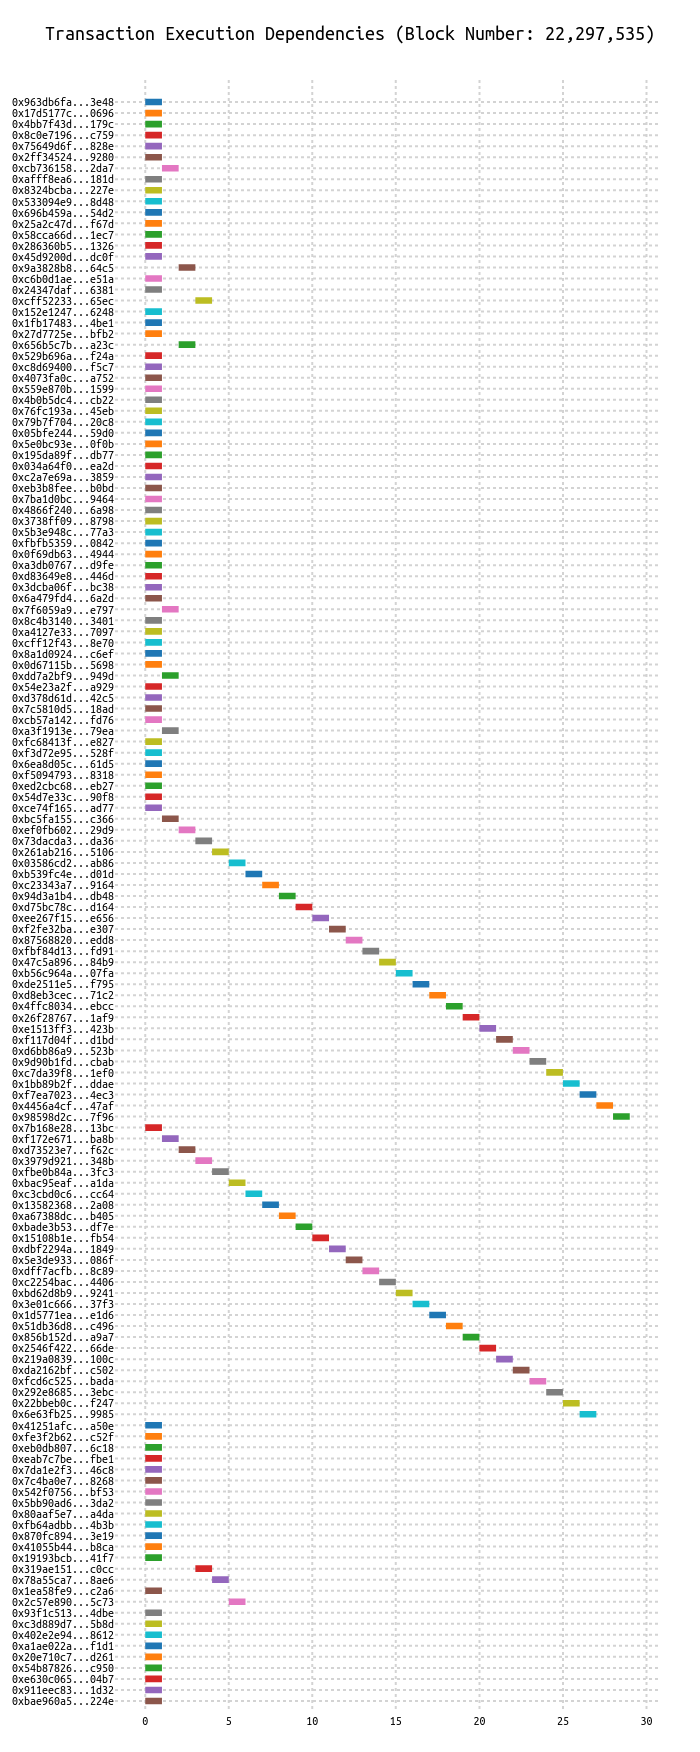 Transaction Execution Dependencies (Block Number: 22,297,535)
0x963db6fa...3e48
0x17d5177c...0696
0x4bb7f43d...179c
0x8c0e7196...c759
0x75649d6f...828e
0x2ff34524...9280
0xcb736158...2da7
0xafff8ea6...181d
0x8324bcba...227e
0x533094e9...8d48
0x696b459a...54d2
0x25a2c47d...f67d
0x58cca66d...1ec7
0x286360b5...1326
0x45d9200d...dc0f
0x9a3828b8...64c5
0xc6b0d1ae...e51a
0x24347daf...6381
0xcff52233...65ec
0x152e1247...6248
0x1fb17483...4be1
0x27d7725e...bfb2
0x656b5c7b...a23c
0x529b696a...f24a
0xc8d69400...f5c7
0x4073fa0c...a752
0x559e870b...1599
0x4b0b5dc4...cb22
0x76fc193a...45eb
0x79b7f704...20c8
0x05bfe244...59d0
0x5e0bc93e...0f0b
0x195da89f...db77
0x034a64f0...ea2d
0xc2a7e69a...3859
0xeb3b8fee...b0bd
0x7ba1d0bc...9464
0x4866f240...6a98
0x3738ff09...8798
0x5b3e948c...77a3
0xfbfb5359...0842
0x0f69db63...4944
0xa3db0767...d9fe
0xd83649e8...446d
0x3dcba06f...bc38
0x6a479fd4...6a2d
0x7f6059a9...e797
0x8c4b3140...3401
0xa4127e33...7097
0xcff12f43...8e70
0x8a1d0924...c6ef
0x0d67115b...5698
0xdd7a2bf9...949d
0x54e23a2f...a929
0xd378d61d...42c5
0x7c5810d5...18ad
0xcb57a142...fd76
0xa3f1913e...79ea
0xfc68413f...e827
0xf3d72e95...528f
0x6ea8d05c...61d5
0xf5094793...8318
0xed2cbc68...eb27
0x54d7e33c...90f8
0xce74f165...ad77
0xbc5fa155...c366
0xef0fb602...29d9
0x73dacda3...da36
0x261ab216...5106
0x03586cd2...ab86
0xb539fc4e...d01d
0xc23343a7...9164
0x94d3a1b4...db48
0xd75bc78c...d164
0xee267f15...e656
0xf2fe32ba...e307
0x87568820...edd8
0xfbf84d13...fd91
0x47c5a896...84b9
0xb56c964a...07fa
0xde2511e5...f795
0xd8eb3cec...71c2
0x4ffc8034...ebcc
0x26f28767...1af9
0xe1513ff3...423b
0xf117d04f...d1bd
0xd6bb86a9...523b
0x9d90b1fd...cbab
0xc7da39f8...1ef0
0x1bb89b2f...ddae
0xf7ea7023...4ec3
0x4456a4cf...47af
0x98598d2c...7f96
0x7b168e28...13bc
0xf172e671...ba8b
0xd73523e7...f62c
0x3979d921...348b
0xfbe0b84a...3fc3
0xbac95eaf...a1da
0xc3cbd0c6...cc64
0x13582368...2a08
0xa67388dc...b405
0xbade3b53...df7e
0x15108b1e...fb54
0xdbf2294a...1849
0x5e3de933...086f
0xdff7acfb...8c89
0xc2254bac...4406
0xbd62d8b9...9241
0x3e01c666...37f3
0x1d5771ea...e1d6
0x51db36d8...c496
0x856b152d...a9a7
0x2546f422...66de
0x219a0839...100c
0xda2162bf...c502
0xfcd6c525...bada
0x292e8685...3ebc
0x22bbeb0c...f247
0x6e63fb25...9985
0x41251afc...a50e
0xfe3f2b62...c52f
0xeb0db807...6c18
0xeab7c7be...fbe1
0x7da1e2f3...46c8
0x7c4ba0e7...8268
0x542f0756...bf53
0x5bb90ad6...3da2
0x80aaf5e7...a4da
0xfb64adbb...4b3b
0x870fc894...3e19
0x41055b44...b8ca
0x19193bcb...41f7
0x319ae151...c0cc
0x78a55ca7...8ae6
0x1ea58fe9...c2a6
0x2c57e890...5c73
0x93f1c513...4dbe
0xc3d889d7...5b8d
0x402e2e94...8612
0xa1ae022a...f1d1
0x20e710c7...d261
0x54b87826...c950
0xe630c065...04b7
0x911eec83...1d32
0xbae960a5...224e
0 5 10 15 20 25 30